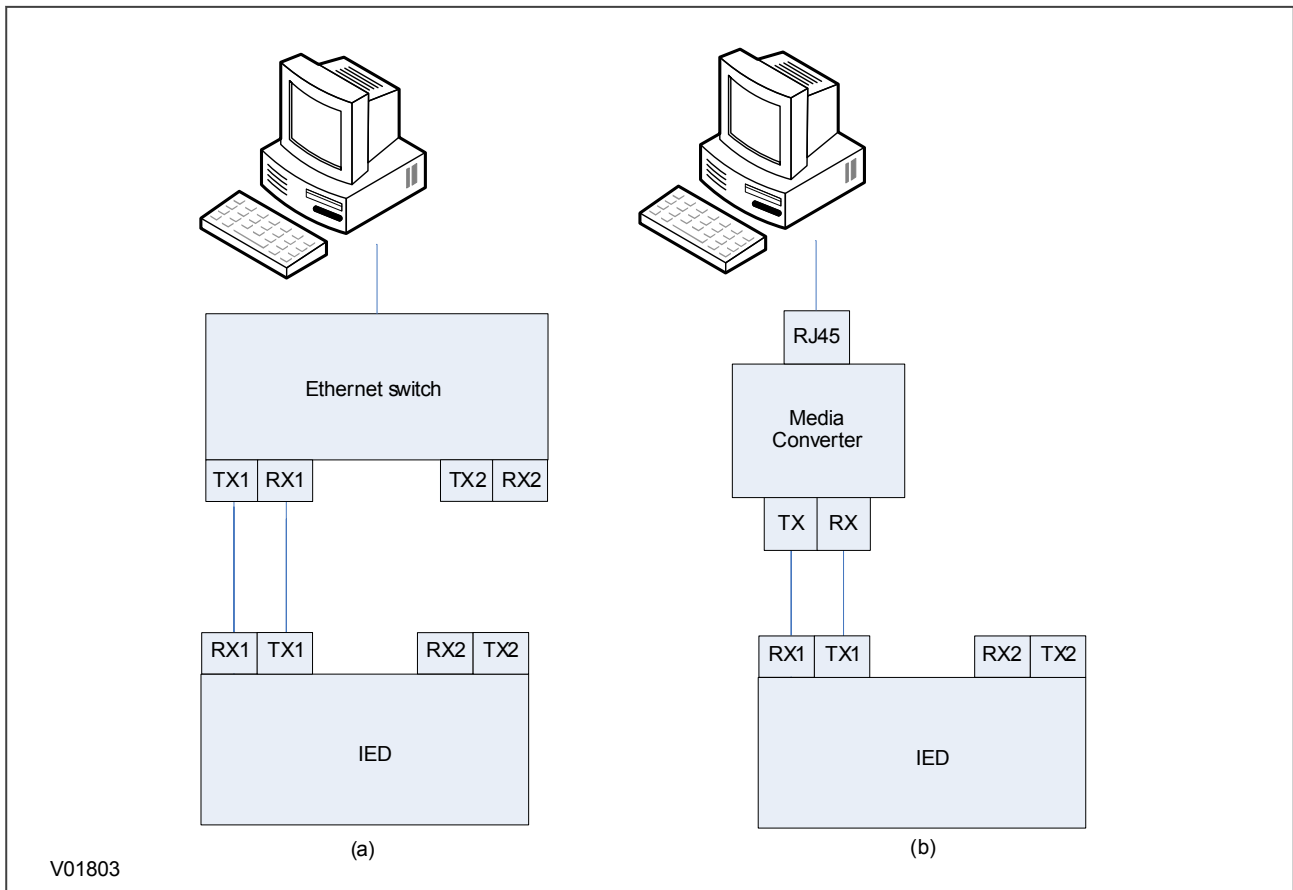 Ethernet switch
TX1 RX1
TX2 RX2
RX1 TX1
RX2 TX2
IED
(a)
RJ45
Media
Converter
TX RX
RX1 TX1
RX2 TX2
IED
(b)
V01803